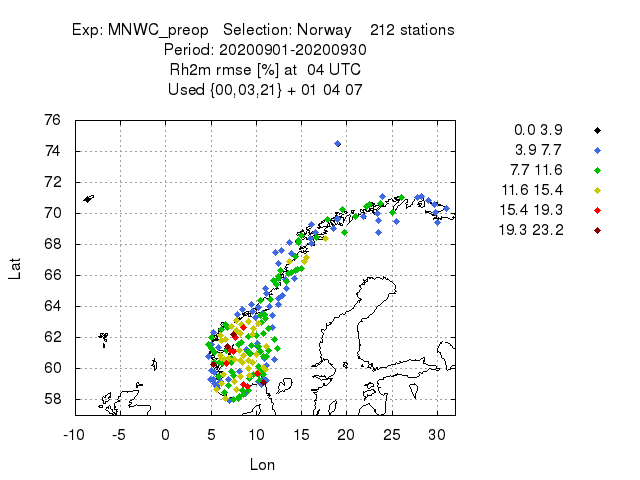 Exp: MNWC_preop   Selection: Norway    212 stations
Period: 20200901-20200930
Rh2m rmse [%] at  04 UTC
Used {00,03,21} + 01 04 07
76
74
72
70
68
66
64
62
60
58
Lat
-10 -5 0 5 10 15 20 25 30
Lon
0.0 3.9
3.9 7.7
7.7 11.6
11.6 15.4
15.4 19.3
19.3 23.2